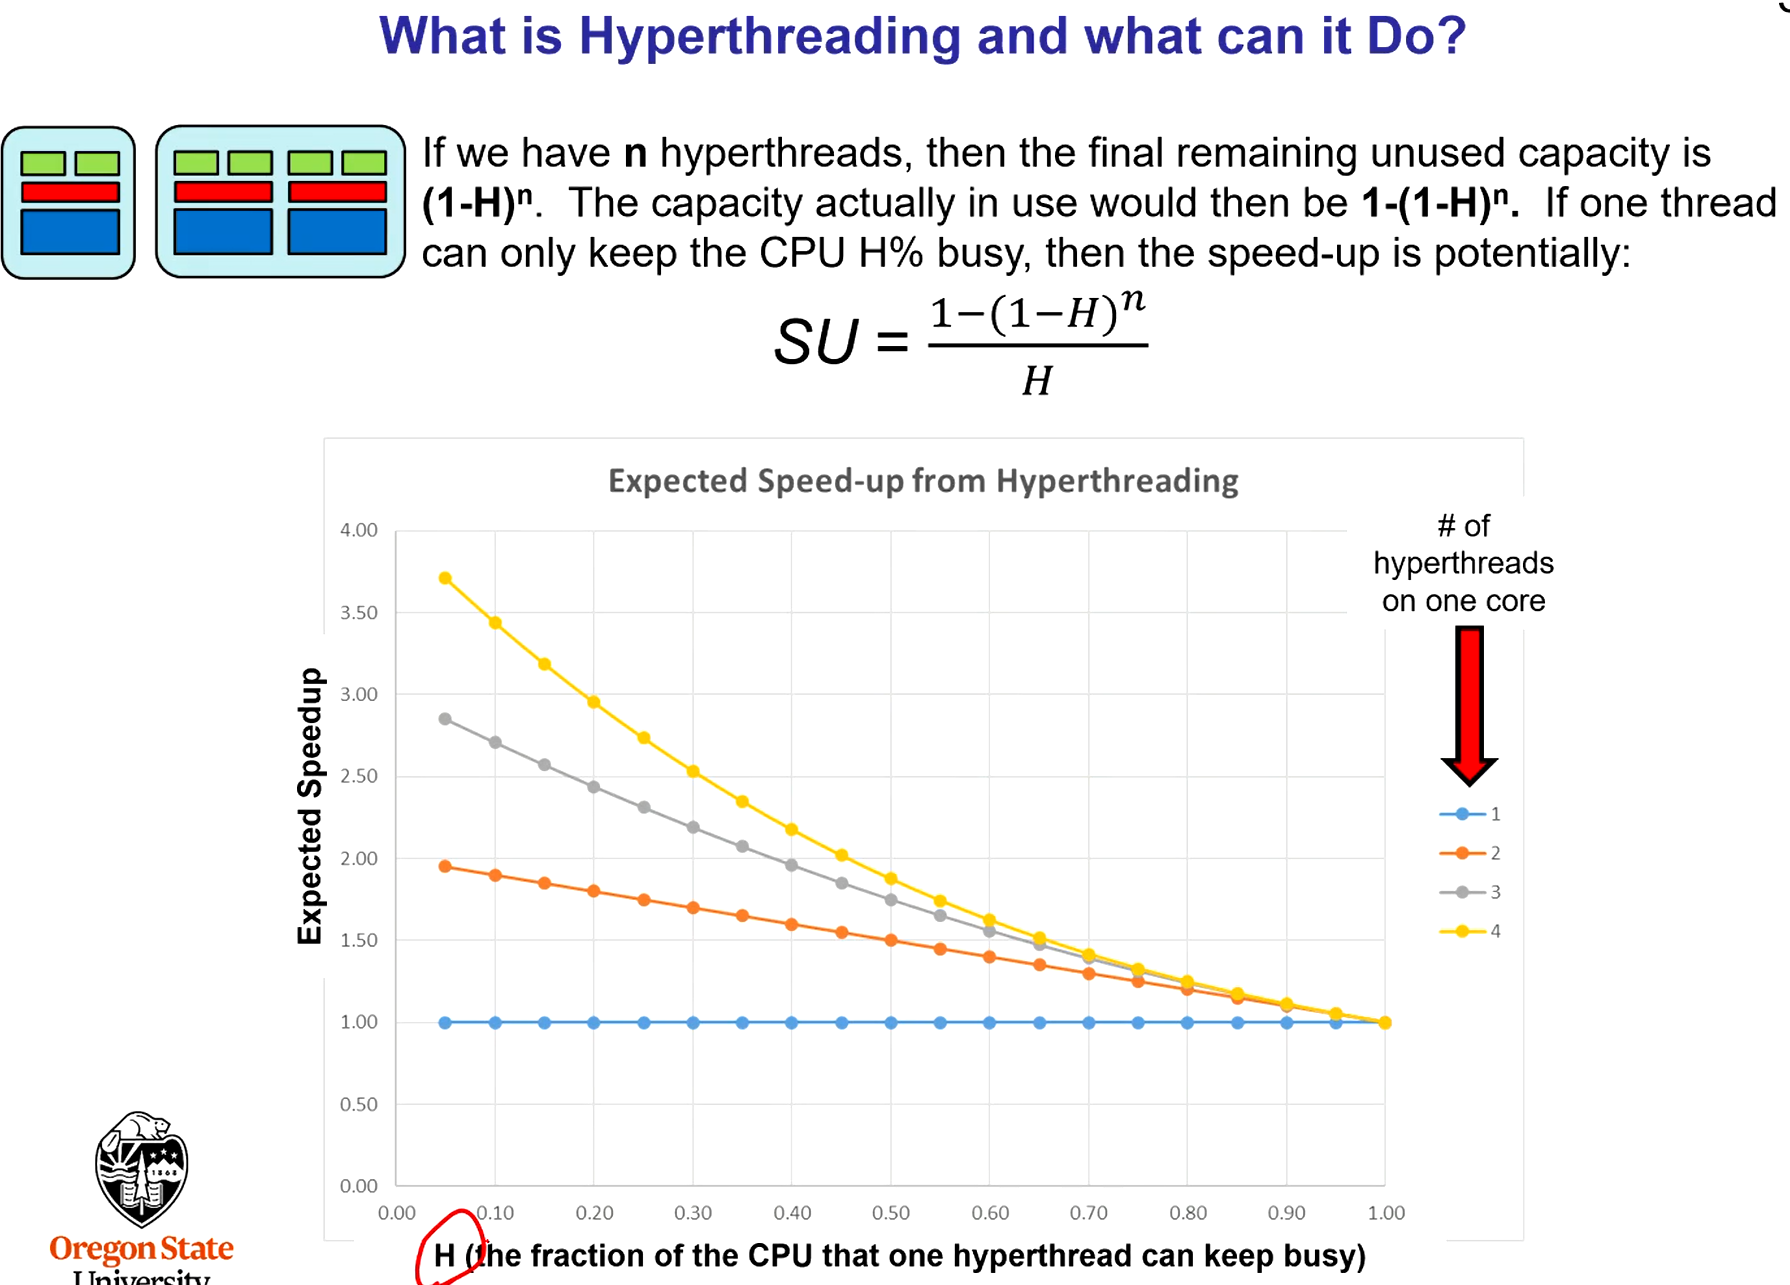 What is Hyperthreading and what can it Do?
If we have n hyperthreads, then the final remaining unused capacity is
(1-H)ⁿ. The capacity actually in use would then be 1-(1-H)ⁿ. If one thread
can only keep the CPU H% busy, then the speed-up is potentially:
SU = \frac{1−(1−H)^n}{H}
Expected Speed-up from Hyperthreading
# of
hyperthreads
on one core
4.00
3.50
3.00
2.50
2.00
1.50
1.00
0.50
0.00
Expected Speedup
1
2
3
4
0.00 0.10 0.20 0.30 0.40 0.50 0.60 0.70 0.80 0.90 1.00
H (the fraction of the CPU that one hyperthread can keep busy)
1868
Oregon State
University